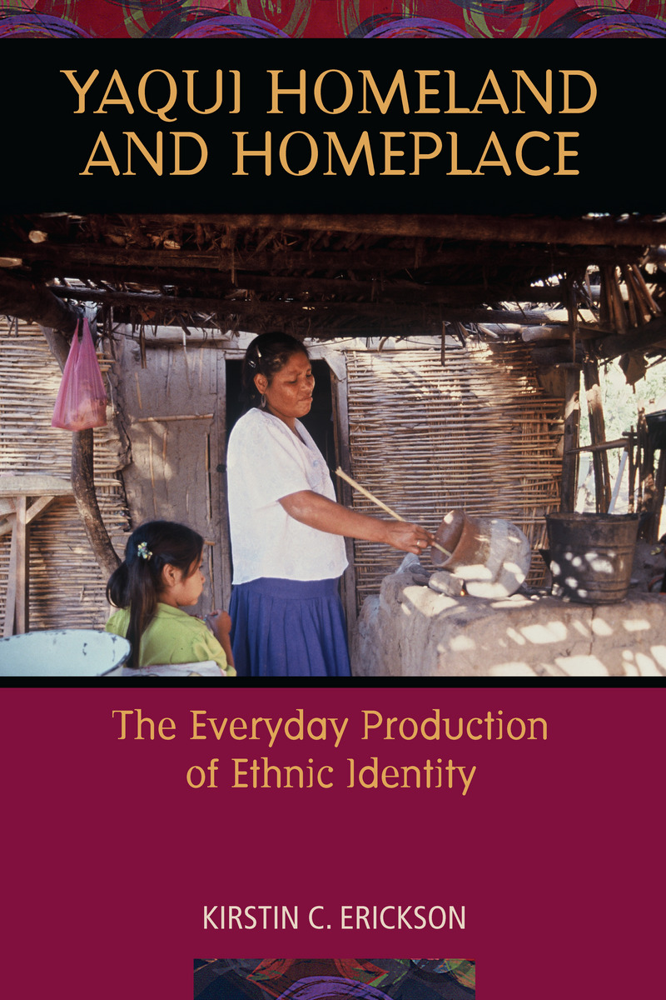 YAQUI HOMELAND
AND HOMEPLACE
The Everyday Production
of Ethnic Identity
KIRSTIN C. ERICKSON